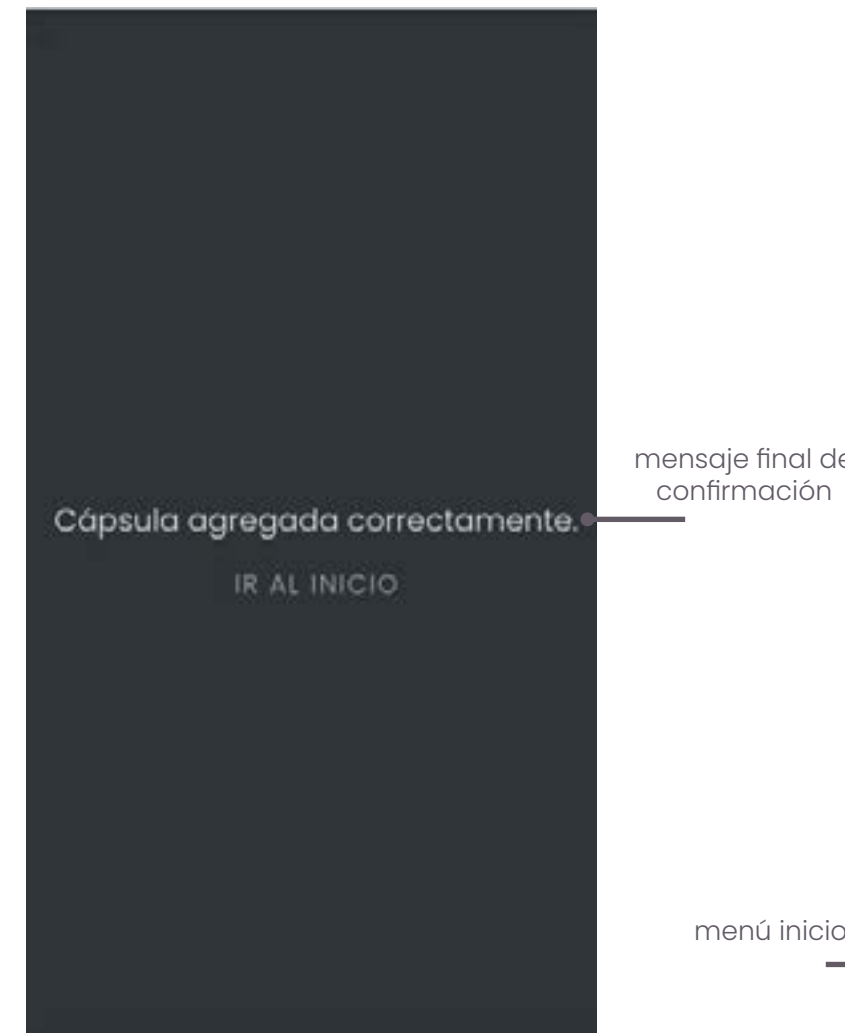 mensaje final de
confirmación
Cápsula agregada correctamente.
IR AL INICIO
menú inicio